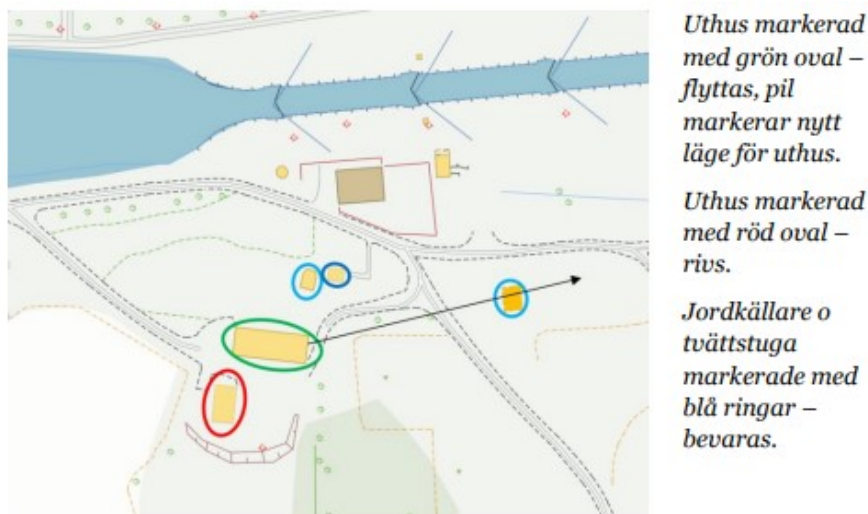 Uthus markerad
med grön oval –
flyttas, pil
markerar nytt
läge för uthus.
Uthus markerad
med röd oval –
rivs.
Jordkällare o
tvättstuga
markerade med
blå ringar –
bevaras.